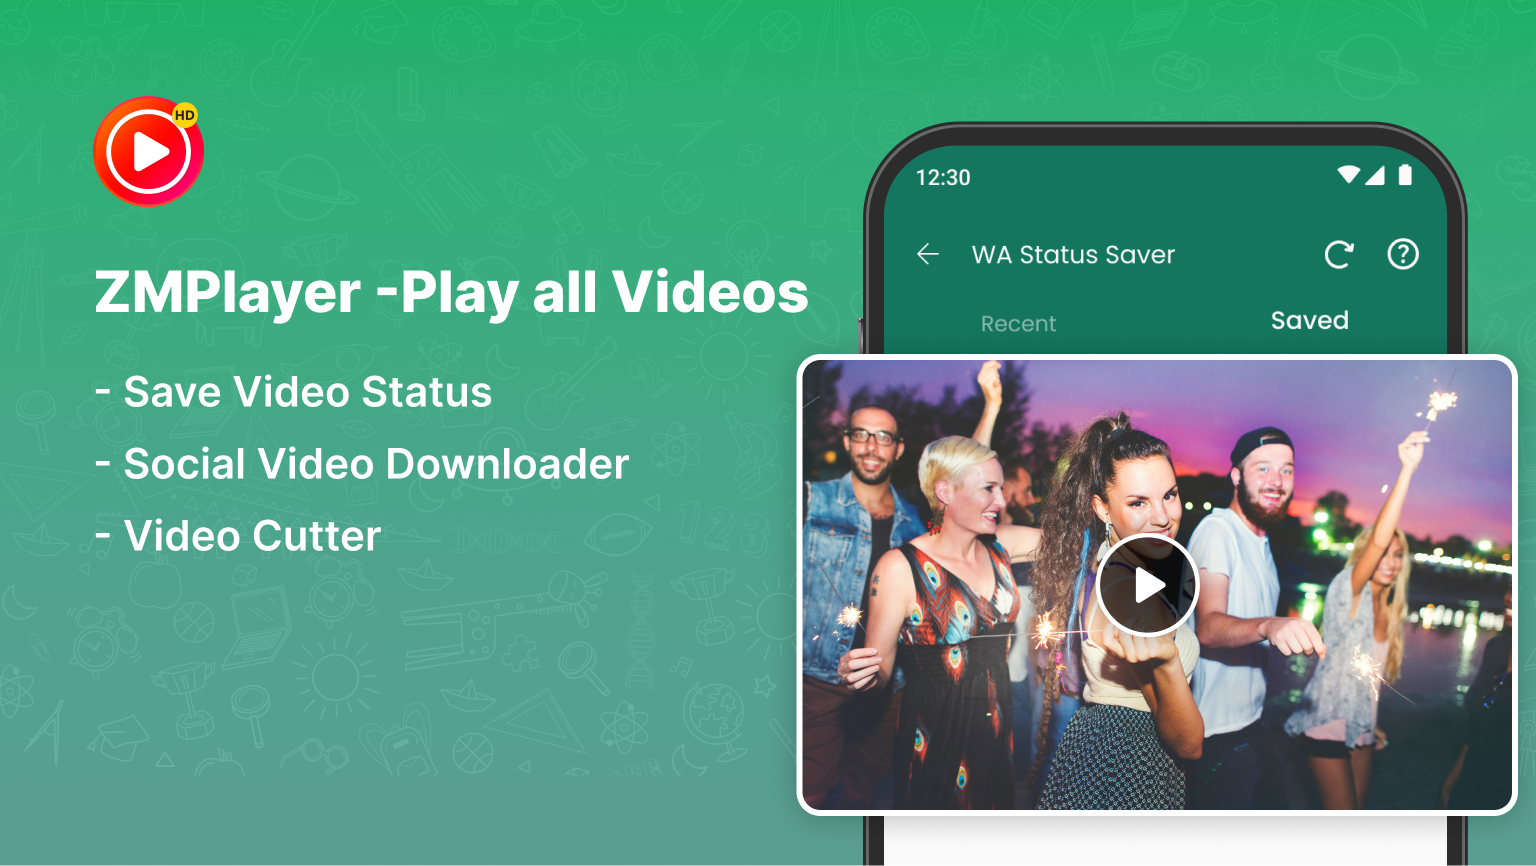 HD
ZMPlayer -Play all Videos
- Save Video Status
- Social Video Downloader
- Video Cutter
12:30
WA Status Saver
Recent
Saved